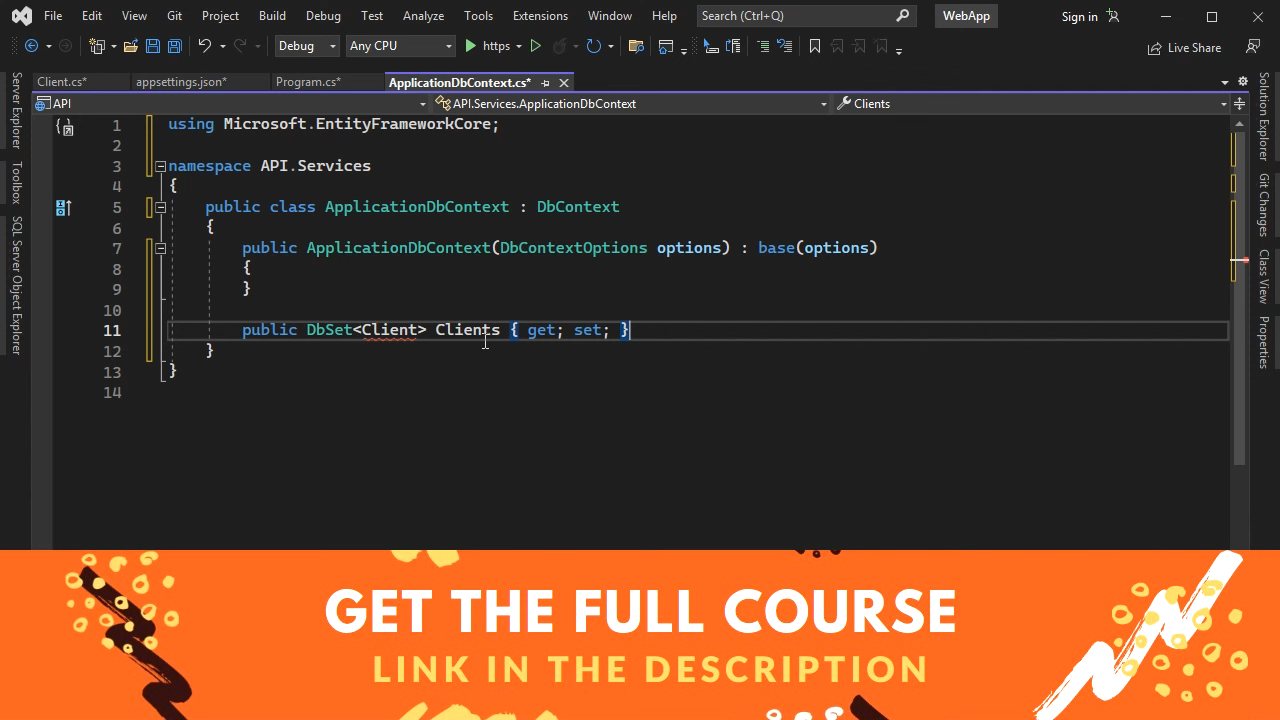 File Edit View Git Project Build Debug Test Analyze Tools Extensions Window Help Search (Ctrl+Q) WebApp Sign in
Debug Any CPU https Live Share
Client.cs* appsettings.json* Program.cs* ApplicationDbContext.cs*
API API.Services.ApplicationDbContext Clients
Server Explorer
Toolbox
SQL Server Object Explorer
1 using Microsoft.EntityFrameworkCore;
2
3 namespace API.Services
4 {
5 public class ApplicationDbContext : DbContext
6 {
7 public ApplicationDbContext(DbContextOptions options) : base(options)
8 {
9 }
10
11 public DbSet<Client> Clients { get; set; }
12 }
13 }
14
Solution Explorer
Git Changes
Class View
Properties
GET THE FULL COURSE
LINK IN THE DESCRIPTION